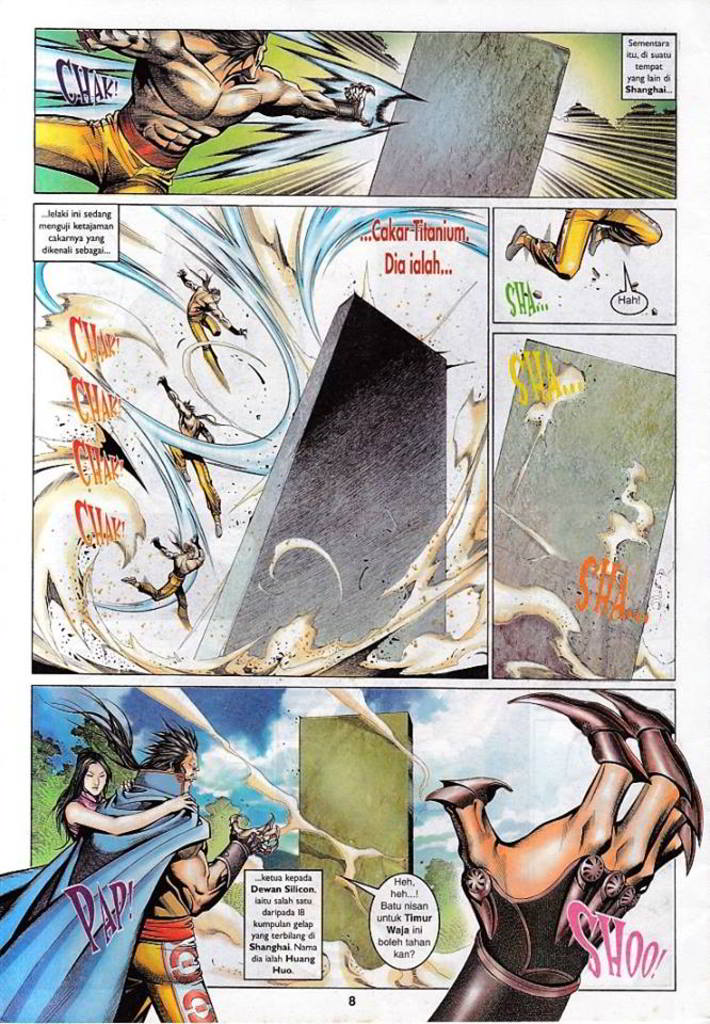 CHAK!
Sementara
itu, di suatu
tempat
yang lain di
Shanghai...
...lelaki ini sedang
menguji ketajaman
cakarnya yang
dikenali sebagai...
...Cakar Titanium.
Dia ialah...
CHAK!
CHAK!
CHAK!
CHAK!
SHA...
Hah!
SHA...
SHA...
PAP!
...ketua kepada
Dewan Silicon,
iaitu salah satu
daripada 18
kumpulan gelap
yang terbilang di
Shanghai. Nama
dia ialah Huang
Huo.
Heh,
heh...!
Batu nisan
untuk Timur
Waja ini
boleh tahan
kan?
SHOO!
8